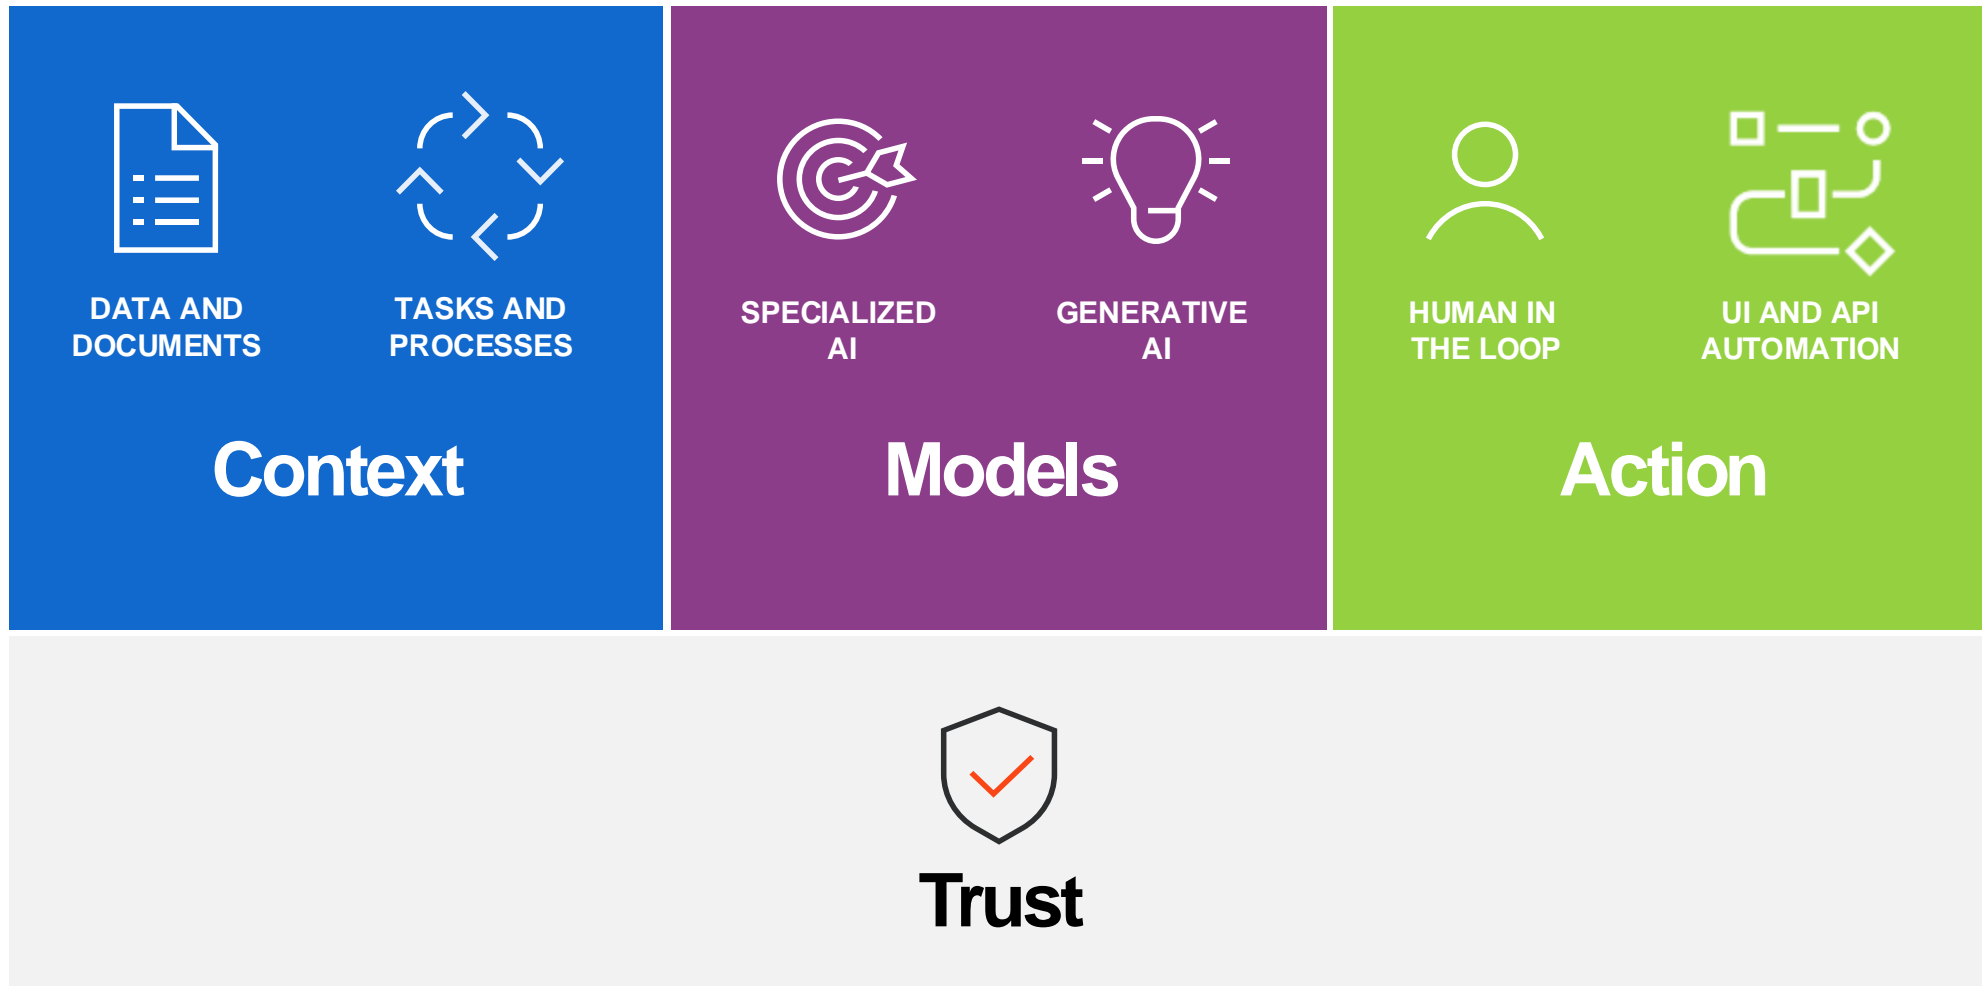 DATA AND
DOCUMENTS
TASKS AND
PROCESSES
Context
SPECIALIZED
AI
GENERATIVE
AI
Models
HUMAN IN
THE LOOP
UI AND API
AUTOMATION
Action
Trust